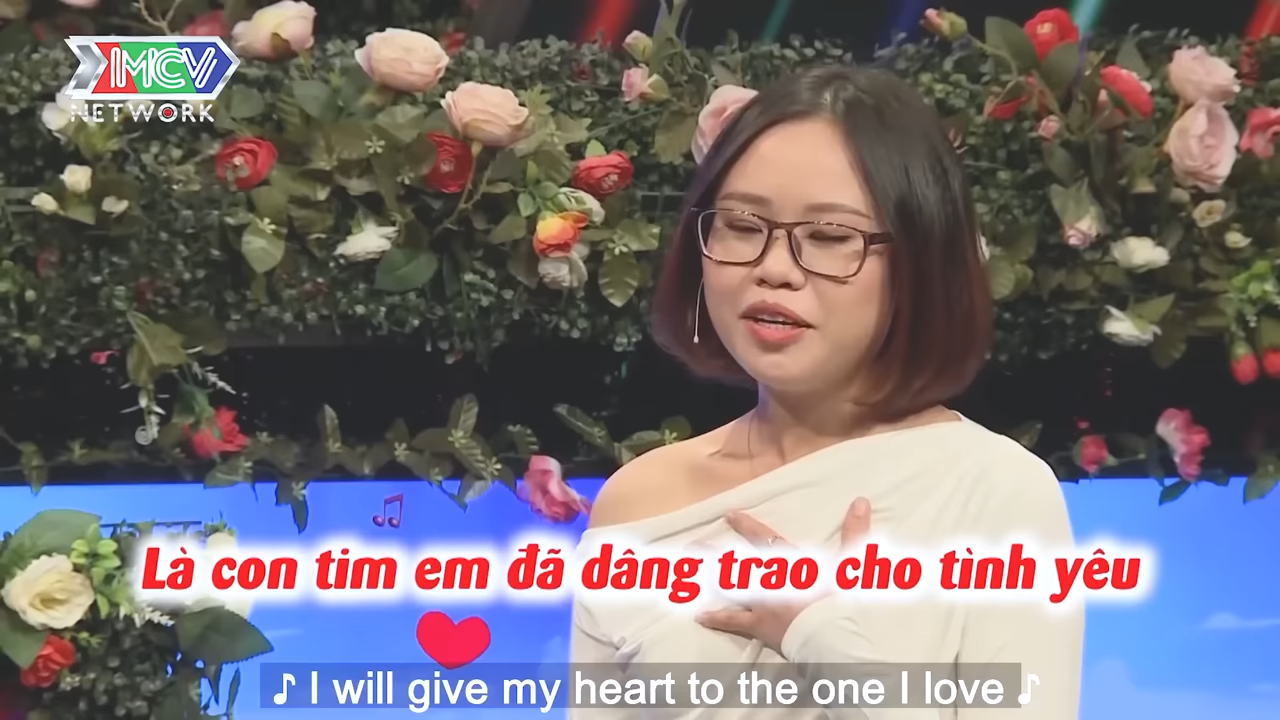 MCV
NETWORK
Là con tim em đã dâng trao cho tình yêu
♪ I will give my heart to the one I love ♪